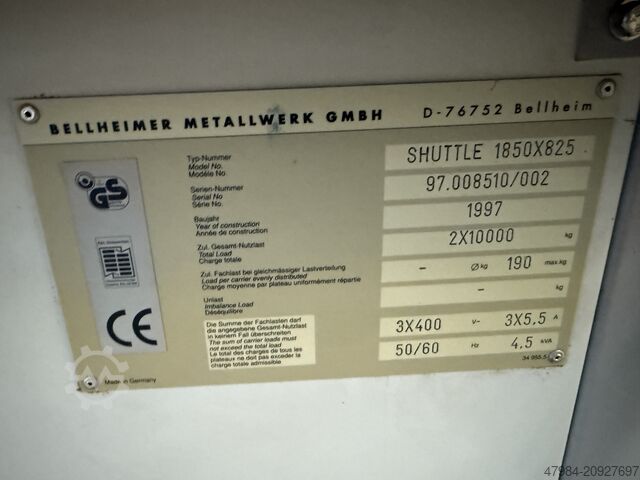 BELLHEIMER METALLWERK GMBH D-76752 Bellheim
Typ-Nummer
Model No.
Modèle No.
SHUTTLE 1850X825
Serien-Nummer
Serial No
Série No.
97.008510/002
Baujahr
Year of construction
Année de construction
1997
Zul. Gesamt-Nutzlast
Total Load
Charge totale
2X10000 kg
Zul. Fachlast bei gleichmässiger Lastverteilung
Load per carrier evenly distributed
Charge moyenne par plateau uniformément répartie
- Ø kg 190 max.kg
Unlast
Imbalance Load
Déséquilibre
- kg
Die Summe der Fachlasten darf
die angegebene Gesamt-Nutzlast
in keinem Fall überschreiten
The sum of carrier loads must
not exceed the total load
Le total des charges de tous les
plateaux ne doit pas excéder la
charge totale admissible
3X400 V~ 3X5,5 A
50/60 Hz 4.5 kVA
GS
CE
Made in Germany
47984-20927697